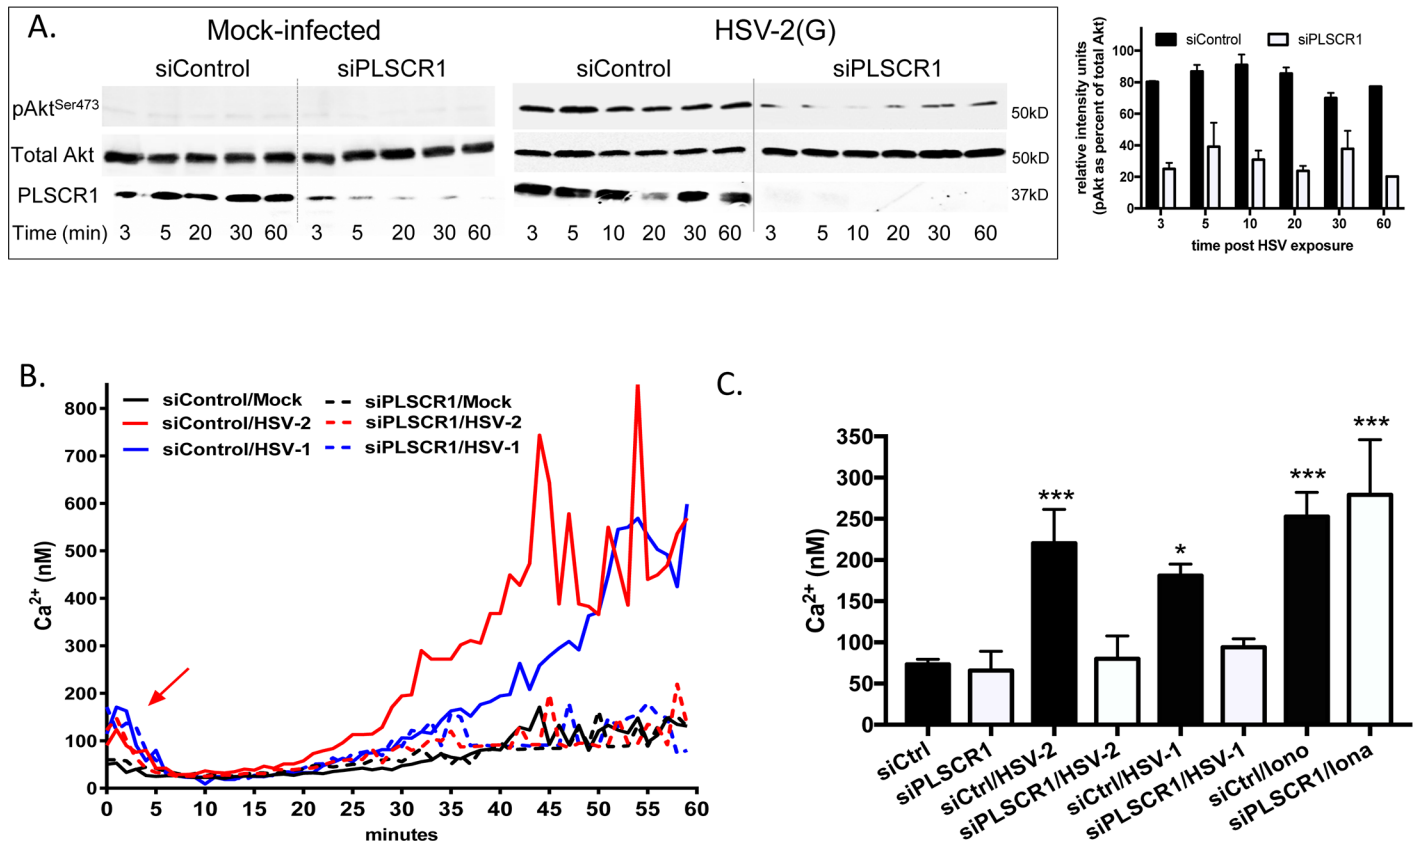 A.
Mock-infected HSV-2(G)
siControl siPLSCR1 siControl siPLSCR1
pAktSer473 50kD
Total Akt 50kD
PLSCR1 37kD
Time (min) 3 5 20 30 60 3 5 20 30 60 3 5 10 20 30 60 3 5 10 20 30 60
siControl siPLSCR1
relative intensity units
(pAkt as percent of total Akt)
100
80
60
40
20
0
3 5 10 20 30 60
time post HSV exposure
B.
siControl/Mock siPLSCR1/Mock
siControl/HSV-2 siPLSCR1/HSV-2
siControl/HSV-1 siPLSCR1/HSV-1
Ca2+ (nM)
800
700
600
500
400
300
200
100
0
0 5 10 15 20 25 30 35 40 45 50 55 60
minutes
C.
Ca2+ (nM)
350
300
250
200
150
100
50
0
*** * *** ***
siCtrl
siPLSCR1
siCtrl/HSV-2
siPLSCR1/HSV-2
siCtrl/HSV-1
siPLSCR1/HSV-1
siCtrl/Iono
siPLSCR1/Iona